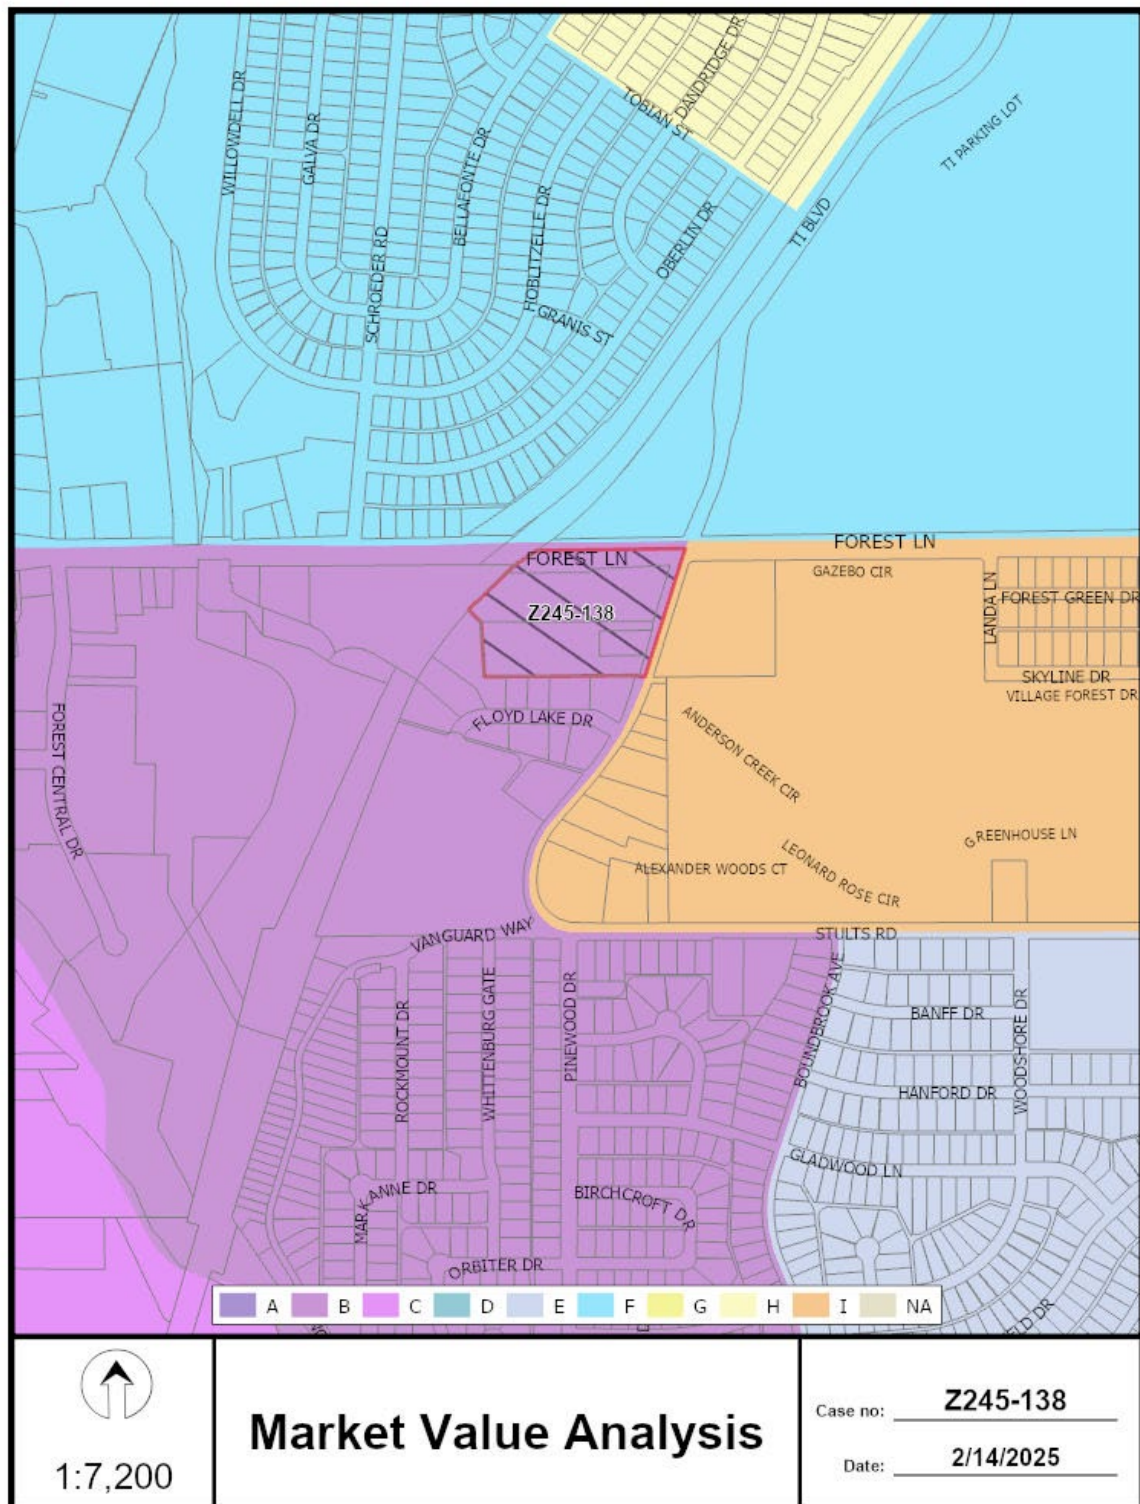 WILLOWDELL DR
GALVA DR
SCHROEDER RD
BELLAFONTE DR
HOBLITZELLE DR
GRANIS ST
TOBIAN ST
DANDRIDGE DR
OBERLIN DR
TI BLVD
TI PARKING LOT
FOREST LN
FOREST LN
GAZEBO CIR
Z245-138
LANDA LN
FOREST GREEN DR
SKYLINE DR
VILLAGE FOREST DR
FLOYD LAKE DR
FOREST CENTRAL DR
ANDERSON CREEK CIR
GREENHOUSE LN
ALEXANDER WOODS CT
LEONARD ROSE CIR
VANGUARD WAY
STULTS RD
ROCKMOUNT DR
WHITTENBURG GATE
PINEWOOD DR
BOUNDBROOK AVE
BANFF DR
WOODSHORE DR
HANFORD DR
GLADWOOD LN
MARK
ANNE DR
BIRCHCROFT DR
ORBITER DR
ELD DR
A B C D E F G H I NA
1:7,200
Market Value Analysis
Case no: Z245-138
Date: 2/14/2025